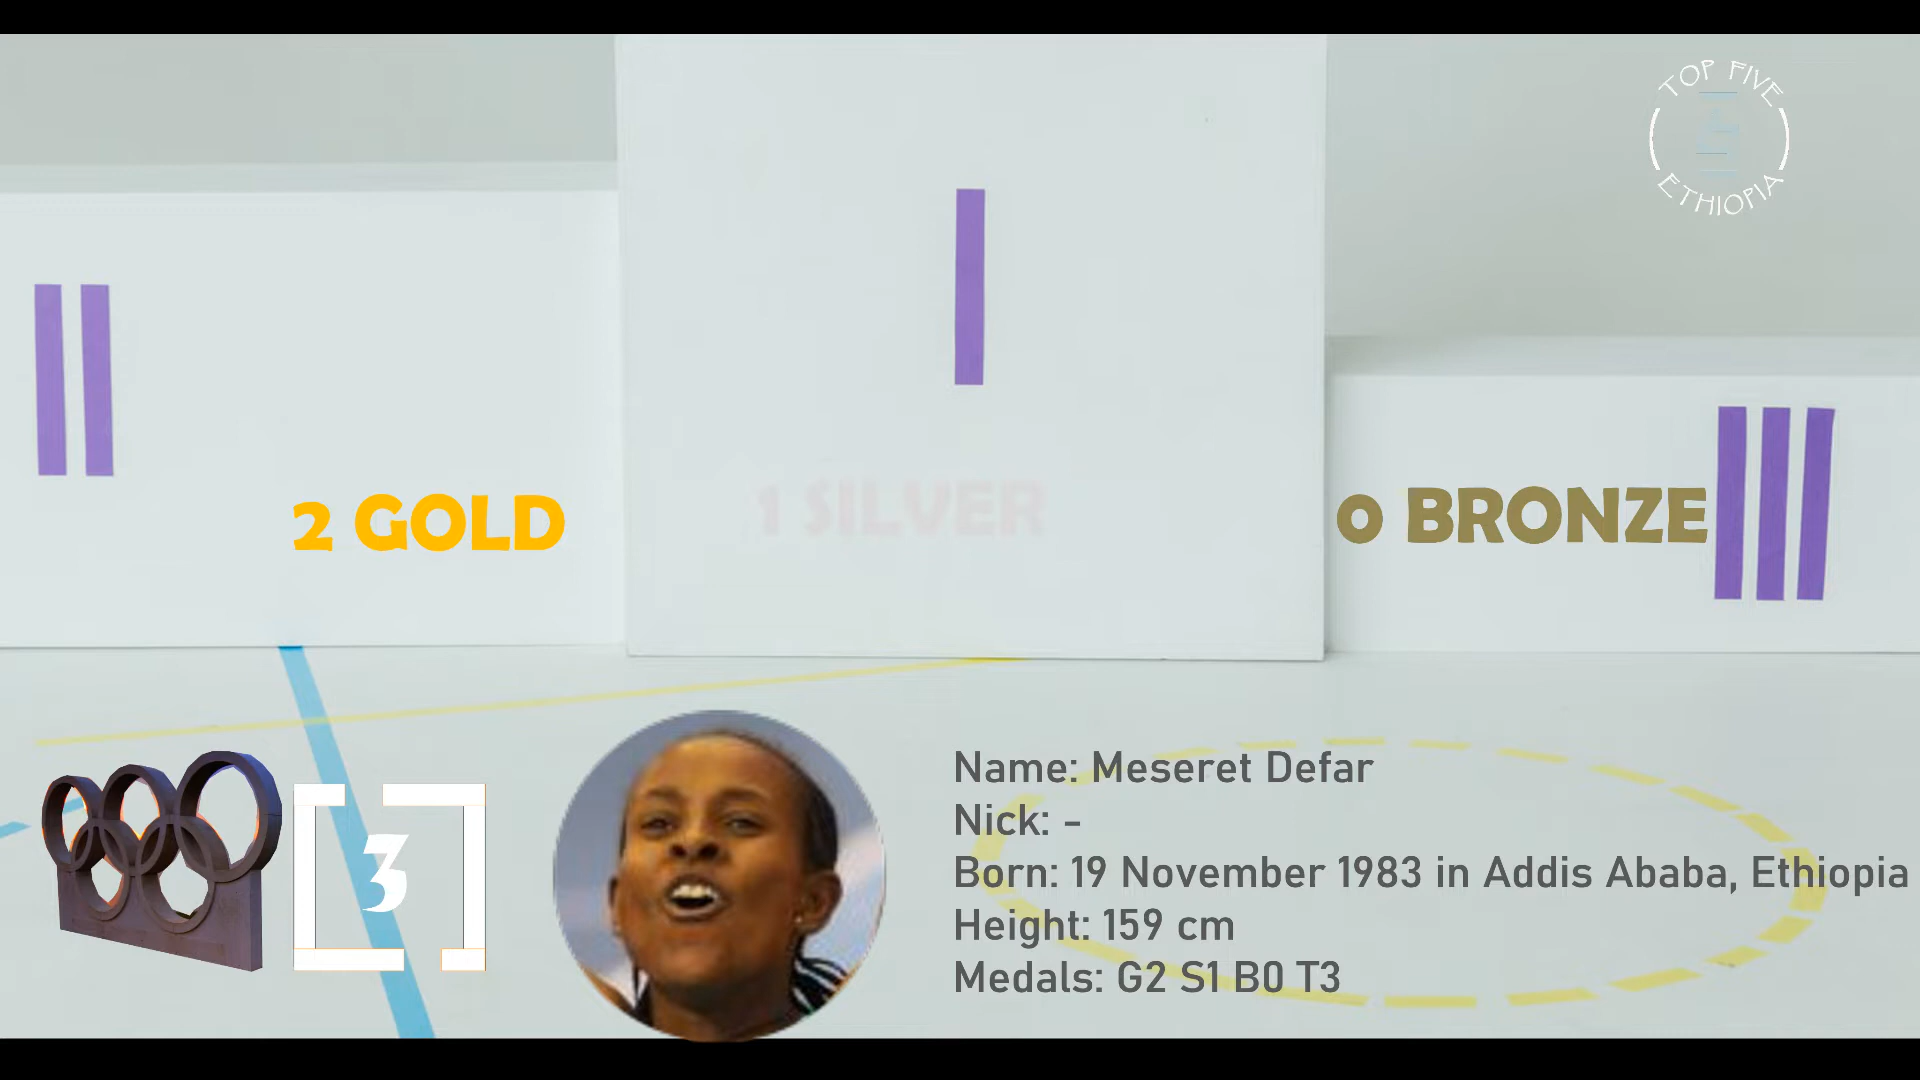 TOP FIVE
ETHIOPIA
2 GOLD
1 SILVER
0 BRONZE
3
Name: Meseret Defar
Nick: -
Born: 19 November 1983 in Addis Ababa, Ethiopia
Height: 159 cm
Medals: G2 S1 B0 T3